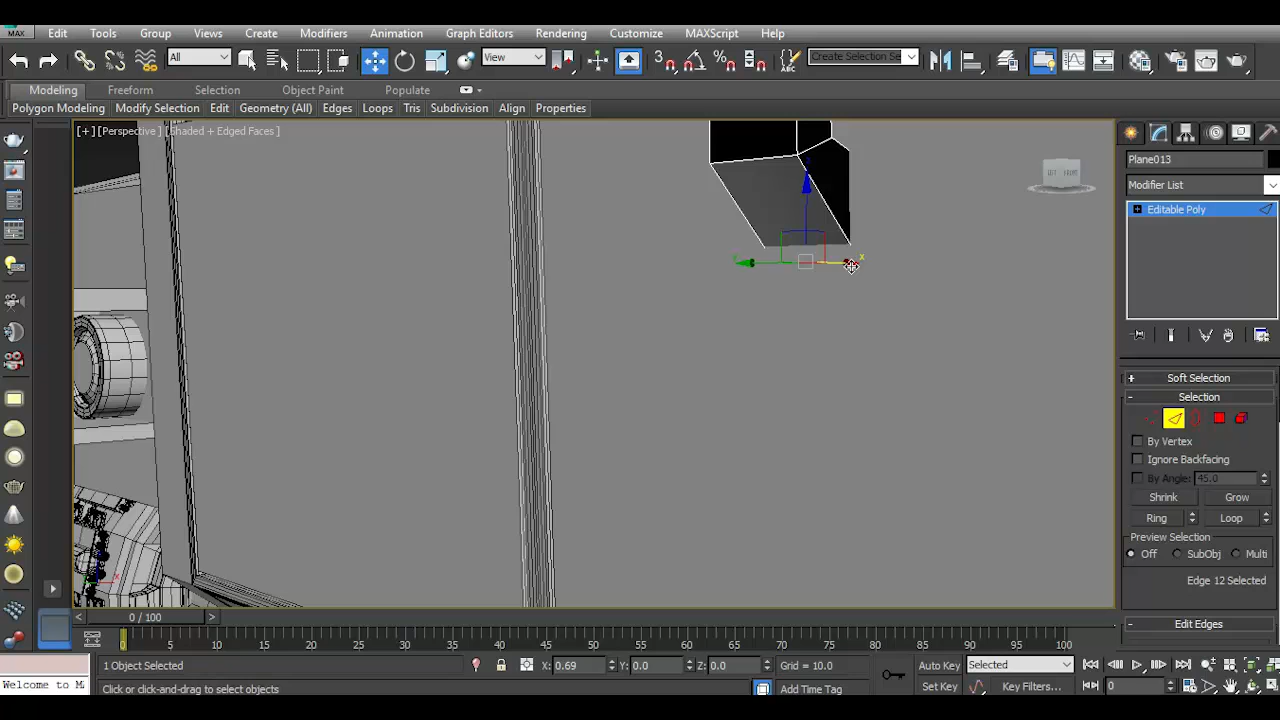 MAX Edit Tools Group Views Create Modifiers Animation Graph Editors Rendering Customize MAXScript Help
All View Create Selection Se
Modeling Freeform Selection Object Paint Populate
Polygon Modeling Modify Selection Edit Geometry (All) Edges Loops Tris Subdivision Align Properties
[+][Perspective][Shaded + Edged Faces]
Plane013
Modifier List
Editable Poly
Soft Selection
Selection
By Vertex
Ignore Backfacing
By Angle: 45.0
Shrink Grow
Ring Loop
Preview Selection
Off SubObj Multi
Edge 12 Selected
Edit Edges
x
FRONT
< 0 / 100 >
0 5 10 15 20 25 30 35 40 45 50 55 60 65 70 75 80 85 90 95 100
1 Object Selected X: 0.69 Y: 0.0 Z: 0.0 Grid = 10.0 Auto Key Selected
Welcome to M Click or click-and-drag to select objects Add Time Tag Set Key Key Filters... 0